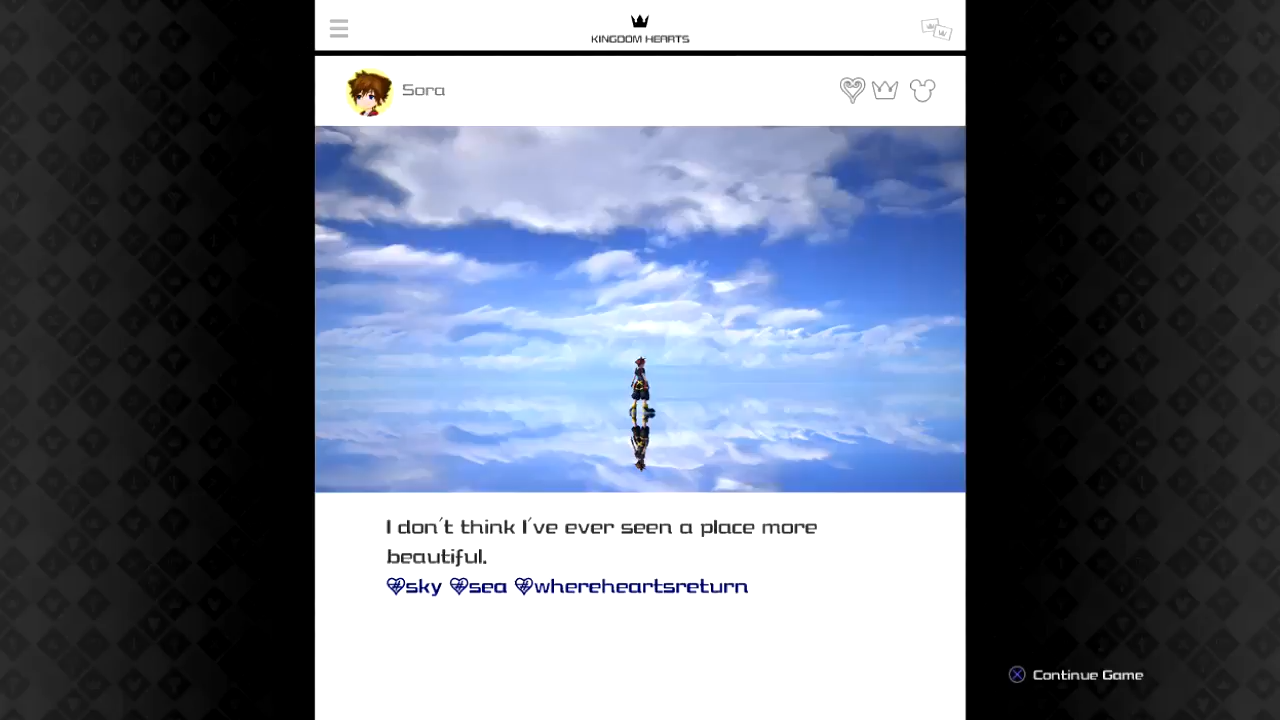 KINGDOM HEARTS
Sora
I don't think I've ever seen a place more
beautiful.
#sky #sea #whereheartsreturn
Continue Game